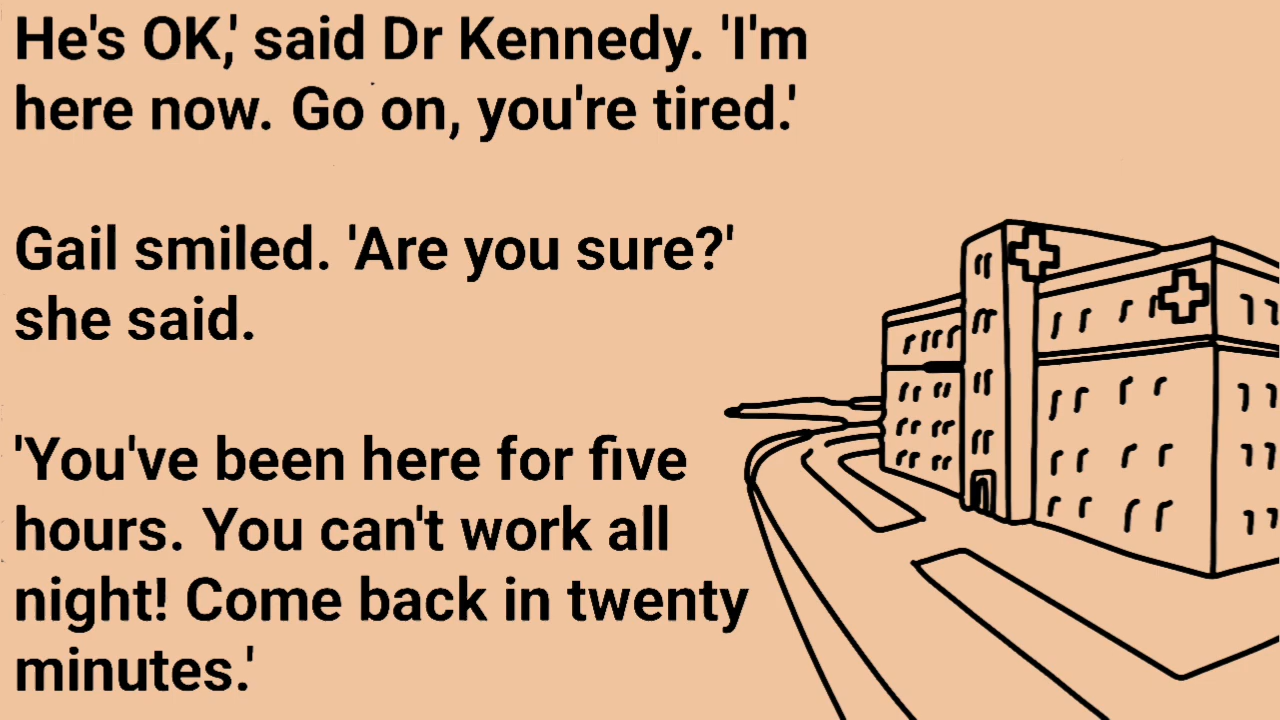 He's OK,' said Dr Kennedy. 'I'm
here now. Go on, you're tired.'
Gail smiled. 'Are you sure?'
she said.
'You've been here for five
hours. You can't work all
night! Come back in twenty
minutes.'